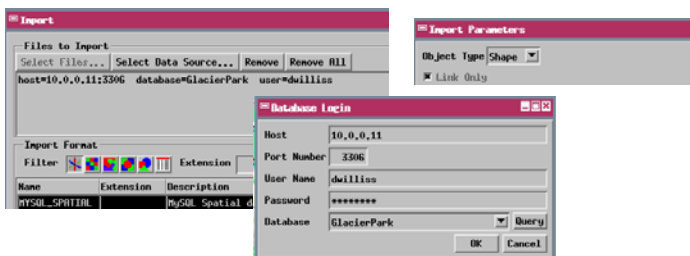 Import
Files to Import
Select Files... Select Data Source... Remove Remove All
host=10.0.0.11:3306 database=GlacierPark user=dwilliss
Import Format
Filter Extension
Name Extension Description
MYSQL_SPATIAL MySQL Spatial d
Import Parameters
Object Type Shape
Link Only
Database Login
Host 10.0.0.11
Port Number 3306
User Name dwilliss
Password ********
Database GlacierPark Query
OK Cancel